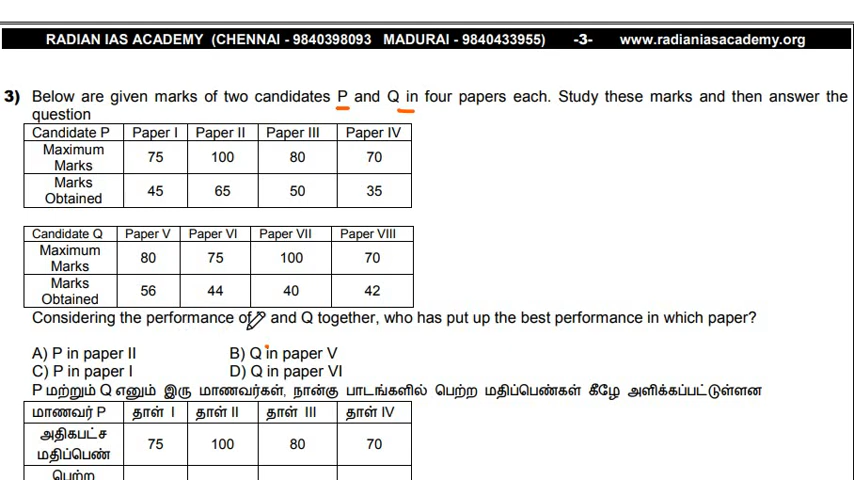 RADIAN IAS ACADEMY (CHENNAI - 9840398093 MADURAI - 9840433955) -3- www.radianiasacademy.org
3) Below are given marks of two candidates P and Q in four papers each. Study these marks and then answer the
question
Candidate P Paper I Paper II Paper III Paper IV
Maximum Marks 75 100 80 70
Marks Obtained 45 65 50 35
Candidate Q Paper V Paper VI Paper VII Paper VIII
Maximum Marks 80 75 100 70
Marks Obtained 56 44 40 42
Considering the performance of and Q together, who has put up the best performance in which paper?
A) P in paper II B) Q in paper V
C) P in paper I D) Q in paper VI
P மற்றும் Q எனும் இரு மாணவர்கள், நான்கு பாடங்களில் பெற்ற மதிப்பெண்கள் கீழே அளிக்கப்பட்டுள்ளன
மாணவர் P தாள் I தாள் II தாள் III தாள் IV
அதிகபட்ச மதிப்பெண் 75 100 80 70
பெற்ற